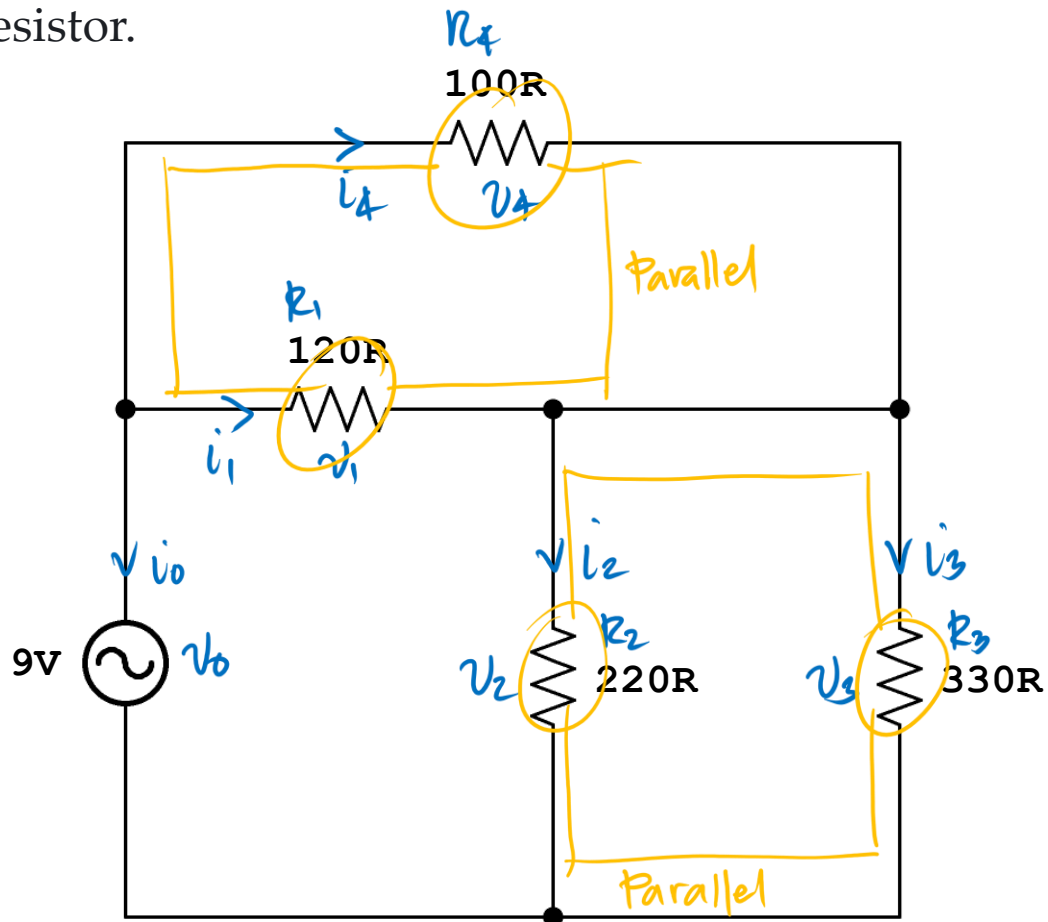 esistor.
R4
100R
i4
v4
Parallel
R1
120R
i1
v1
i0
i2
i3
9V
v0
v2
R2
220R
v3
R3
330R
Parallel